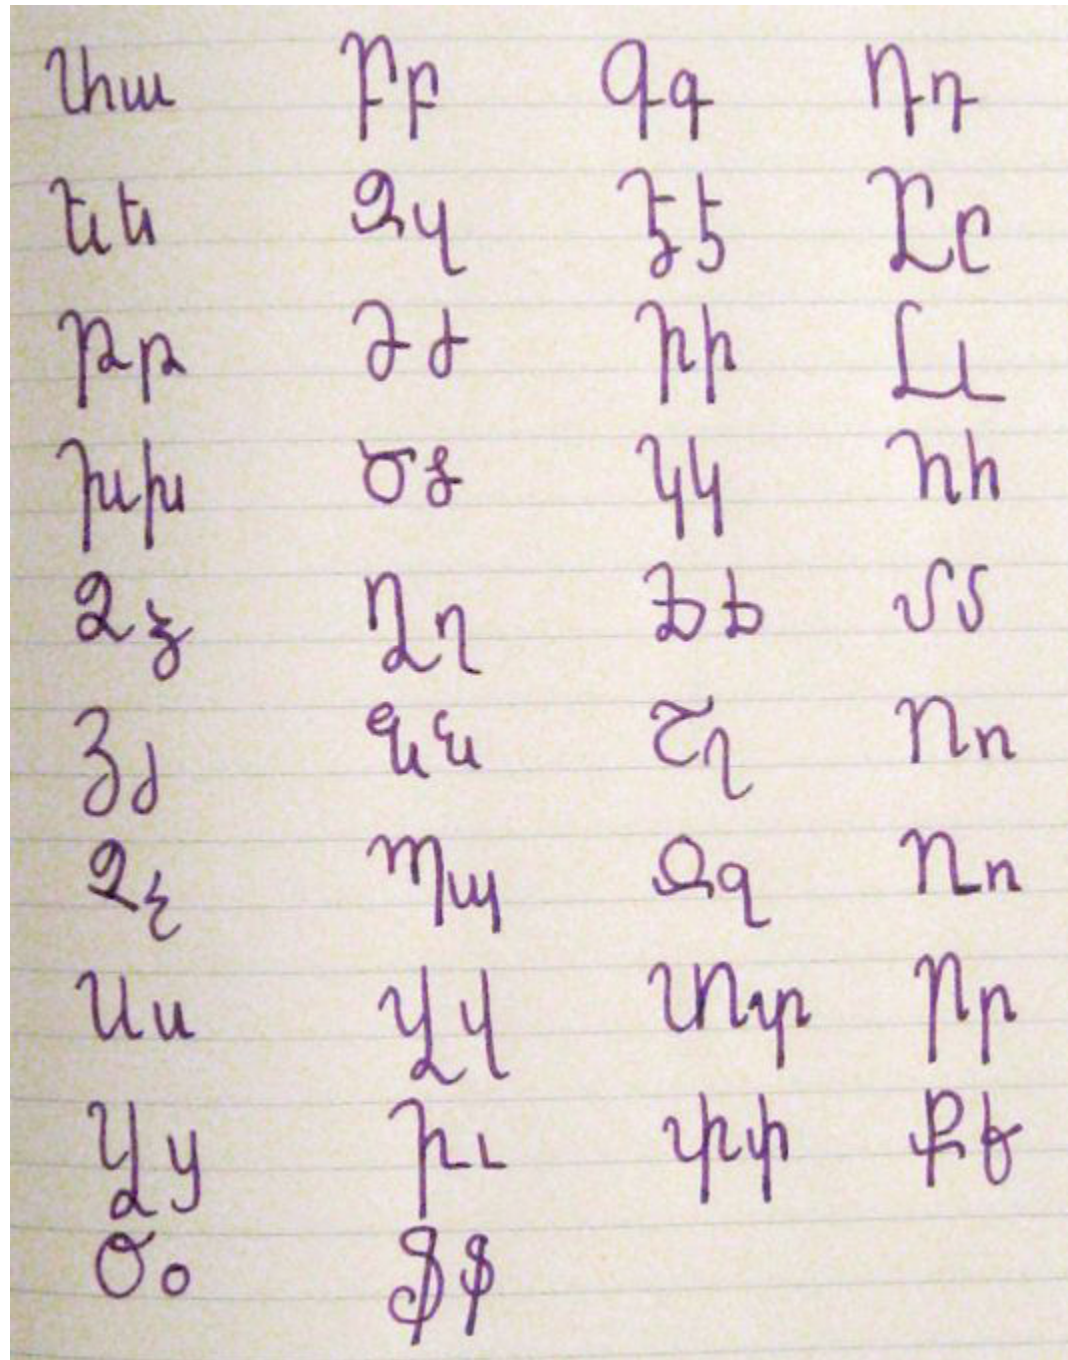 Աա Բբ Գգ Դդ
Եե Զզ Էէ Ըը
Թթ Ժժ Իի Լլ
Խխ Ծծ Կկ Հհ
Ձձ Ղղ Ճճ Մմ
Յյ Նն Շշ Ոո
Չչ Պպ Ջջ Ռռ
Սս Վվ Տտ Րր
Ցց Ււ Փփ Քք
Օօ Ֆֆ